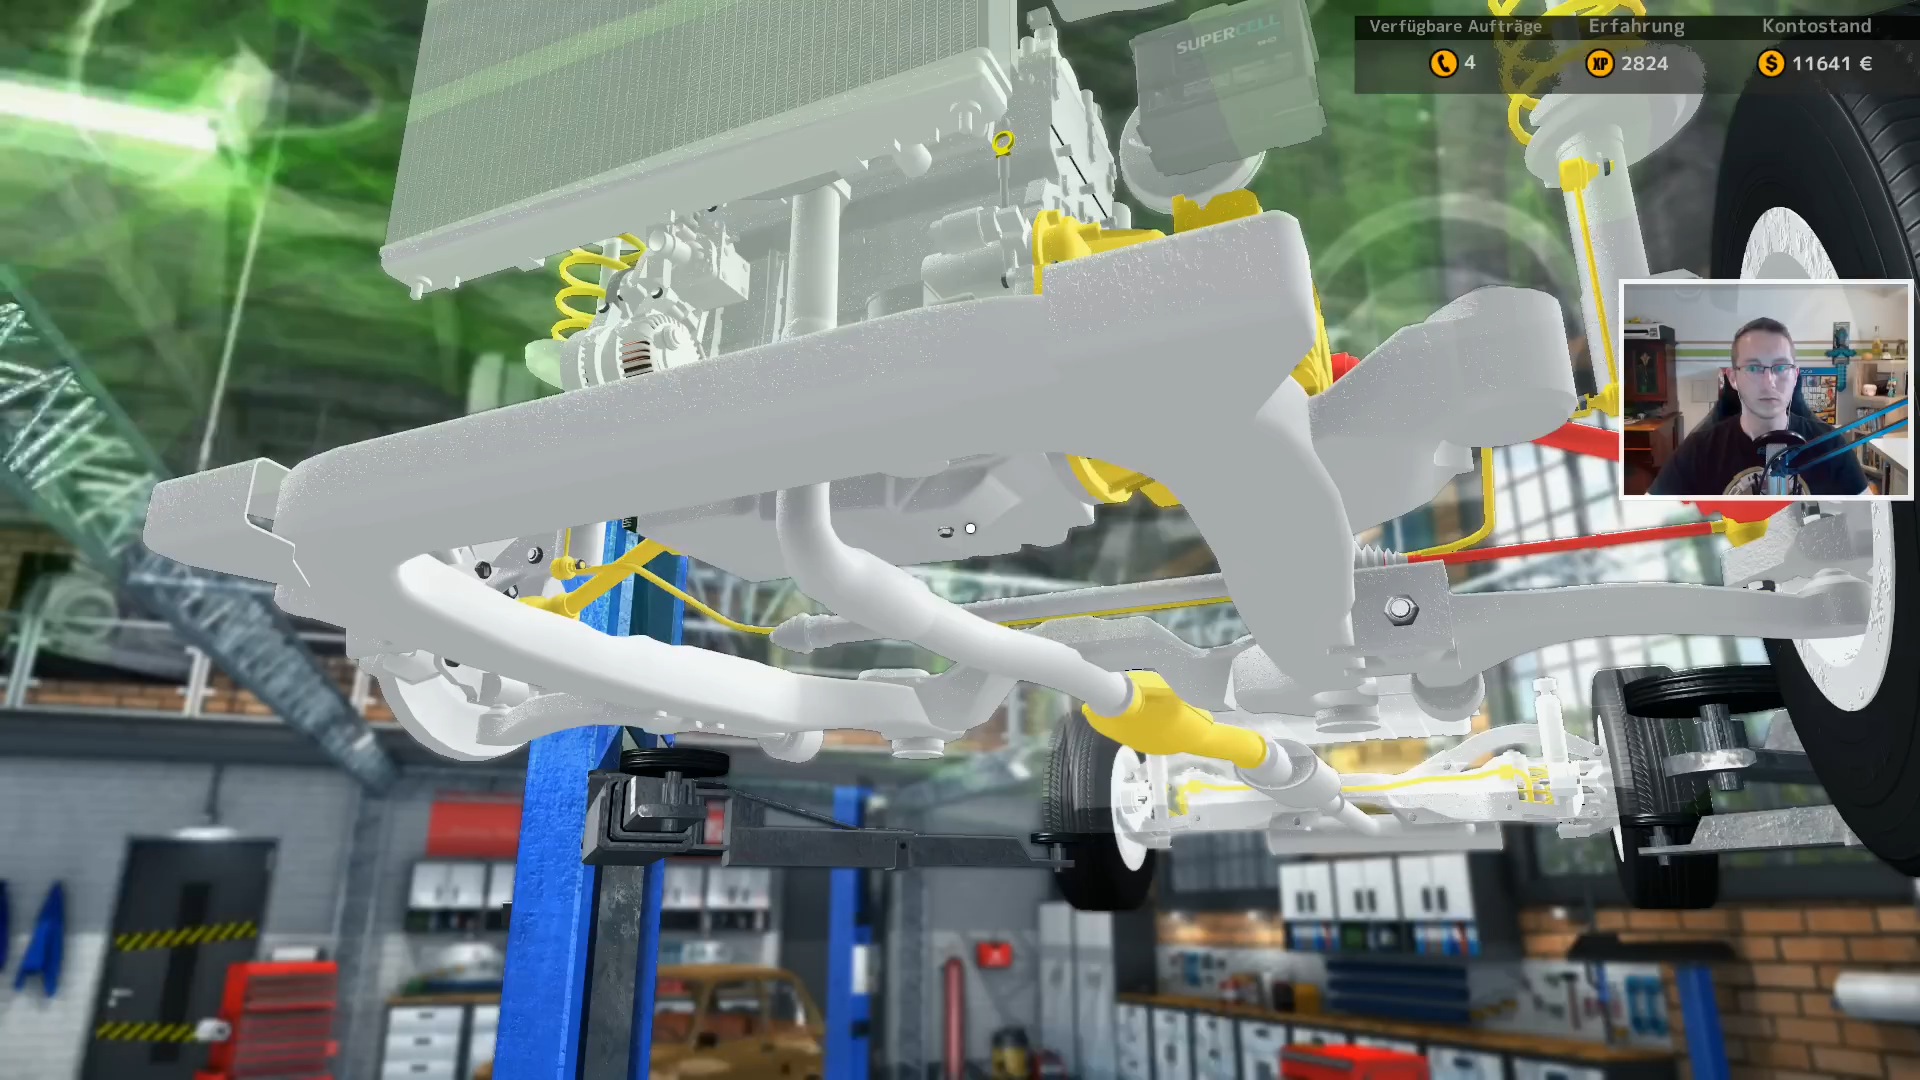 Verfügbare Aufträge
Erfahrung
Kontostand
4
XP 2824
$ 11641 €
SUPERCELL